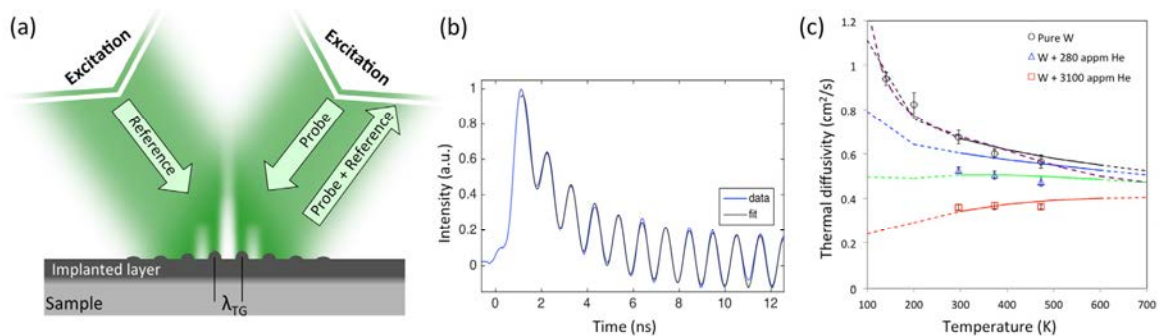 (a)
Excitation
Excitation
Reference
Probe
Probe + Reference
Implanted layer
Sample
λTG
(b)
Intensity (a.u.)
1
0.8
0.6
0.4
0.2
0
data
fit
0 2 4 6 8 10 12
Time (ns)
(c)
Thermal diffusivity (cm²/s)
1.2
1
0.8
0.6
0.4
0.2
0
Pure W
W + 280 appm He
W + 3100 appm He
100 200 300 400 500 600 700
Temperature (K)